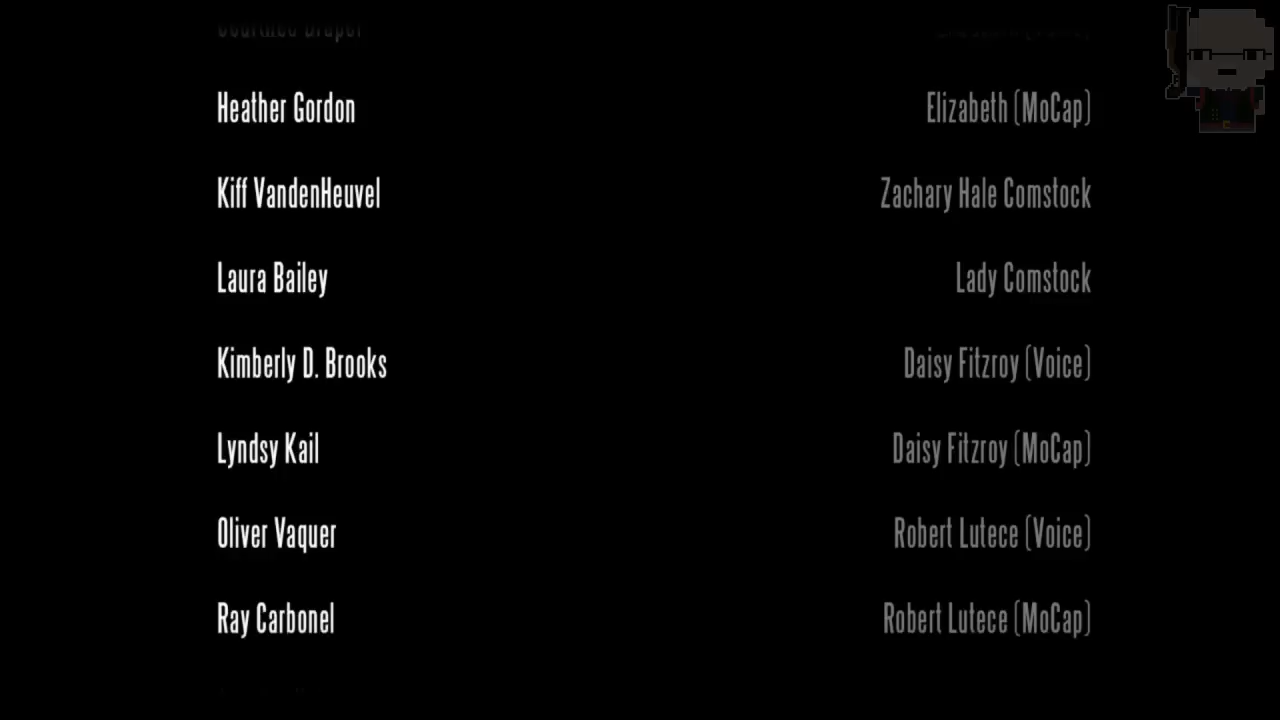 Heather Gordon Elizabeth (MoCap)
Kiff VandenHeuvel Zachary Hale Comstock
Laura Bailey Lady Comstock
Kimberly D. Brooks Daisy Fitzroy (Voice)
Lyndsy Kail Daisy Fitzroy (MoCap)
Oliver Vaquer Robert Lutece (Voice)
Ray Carbonel Robert Lutece (MoCap)